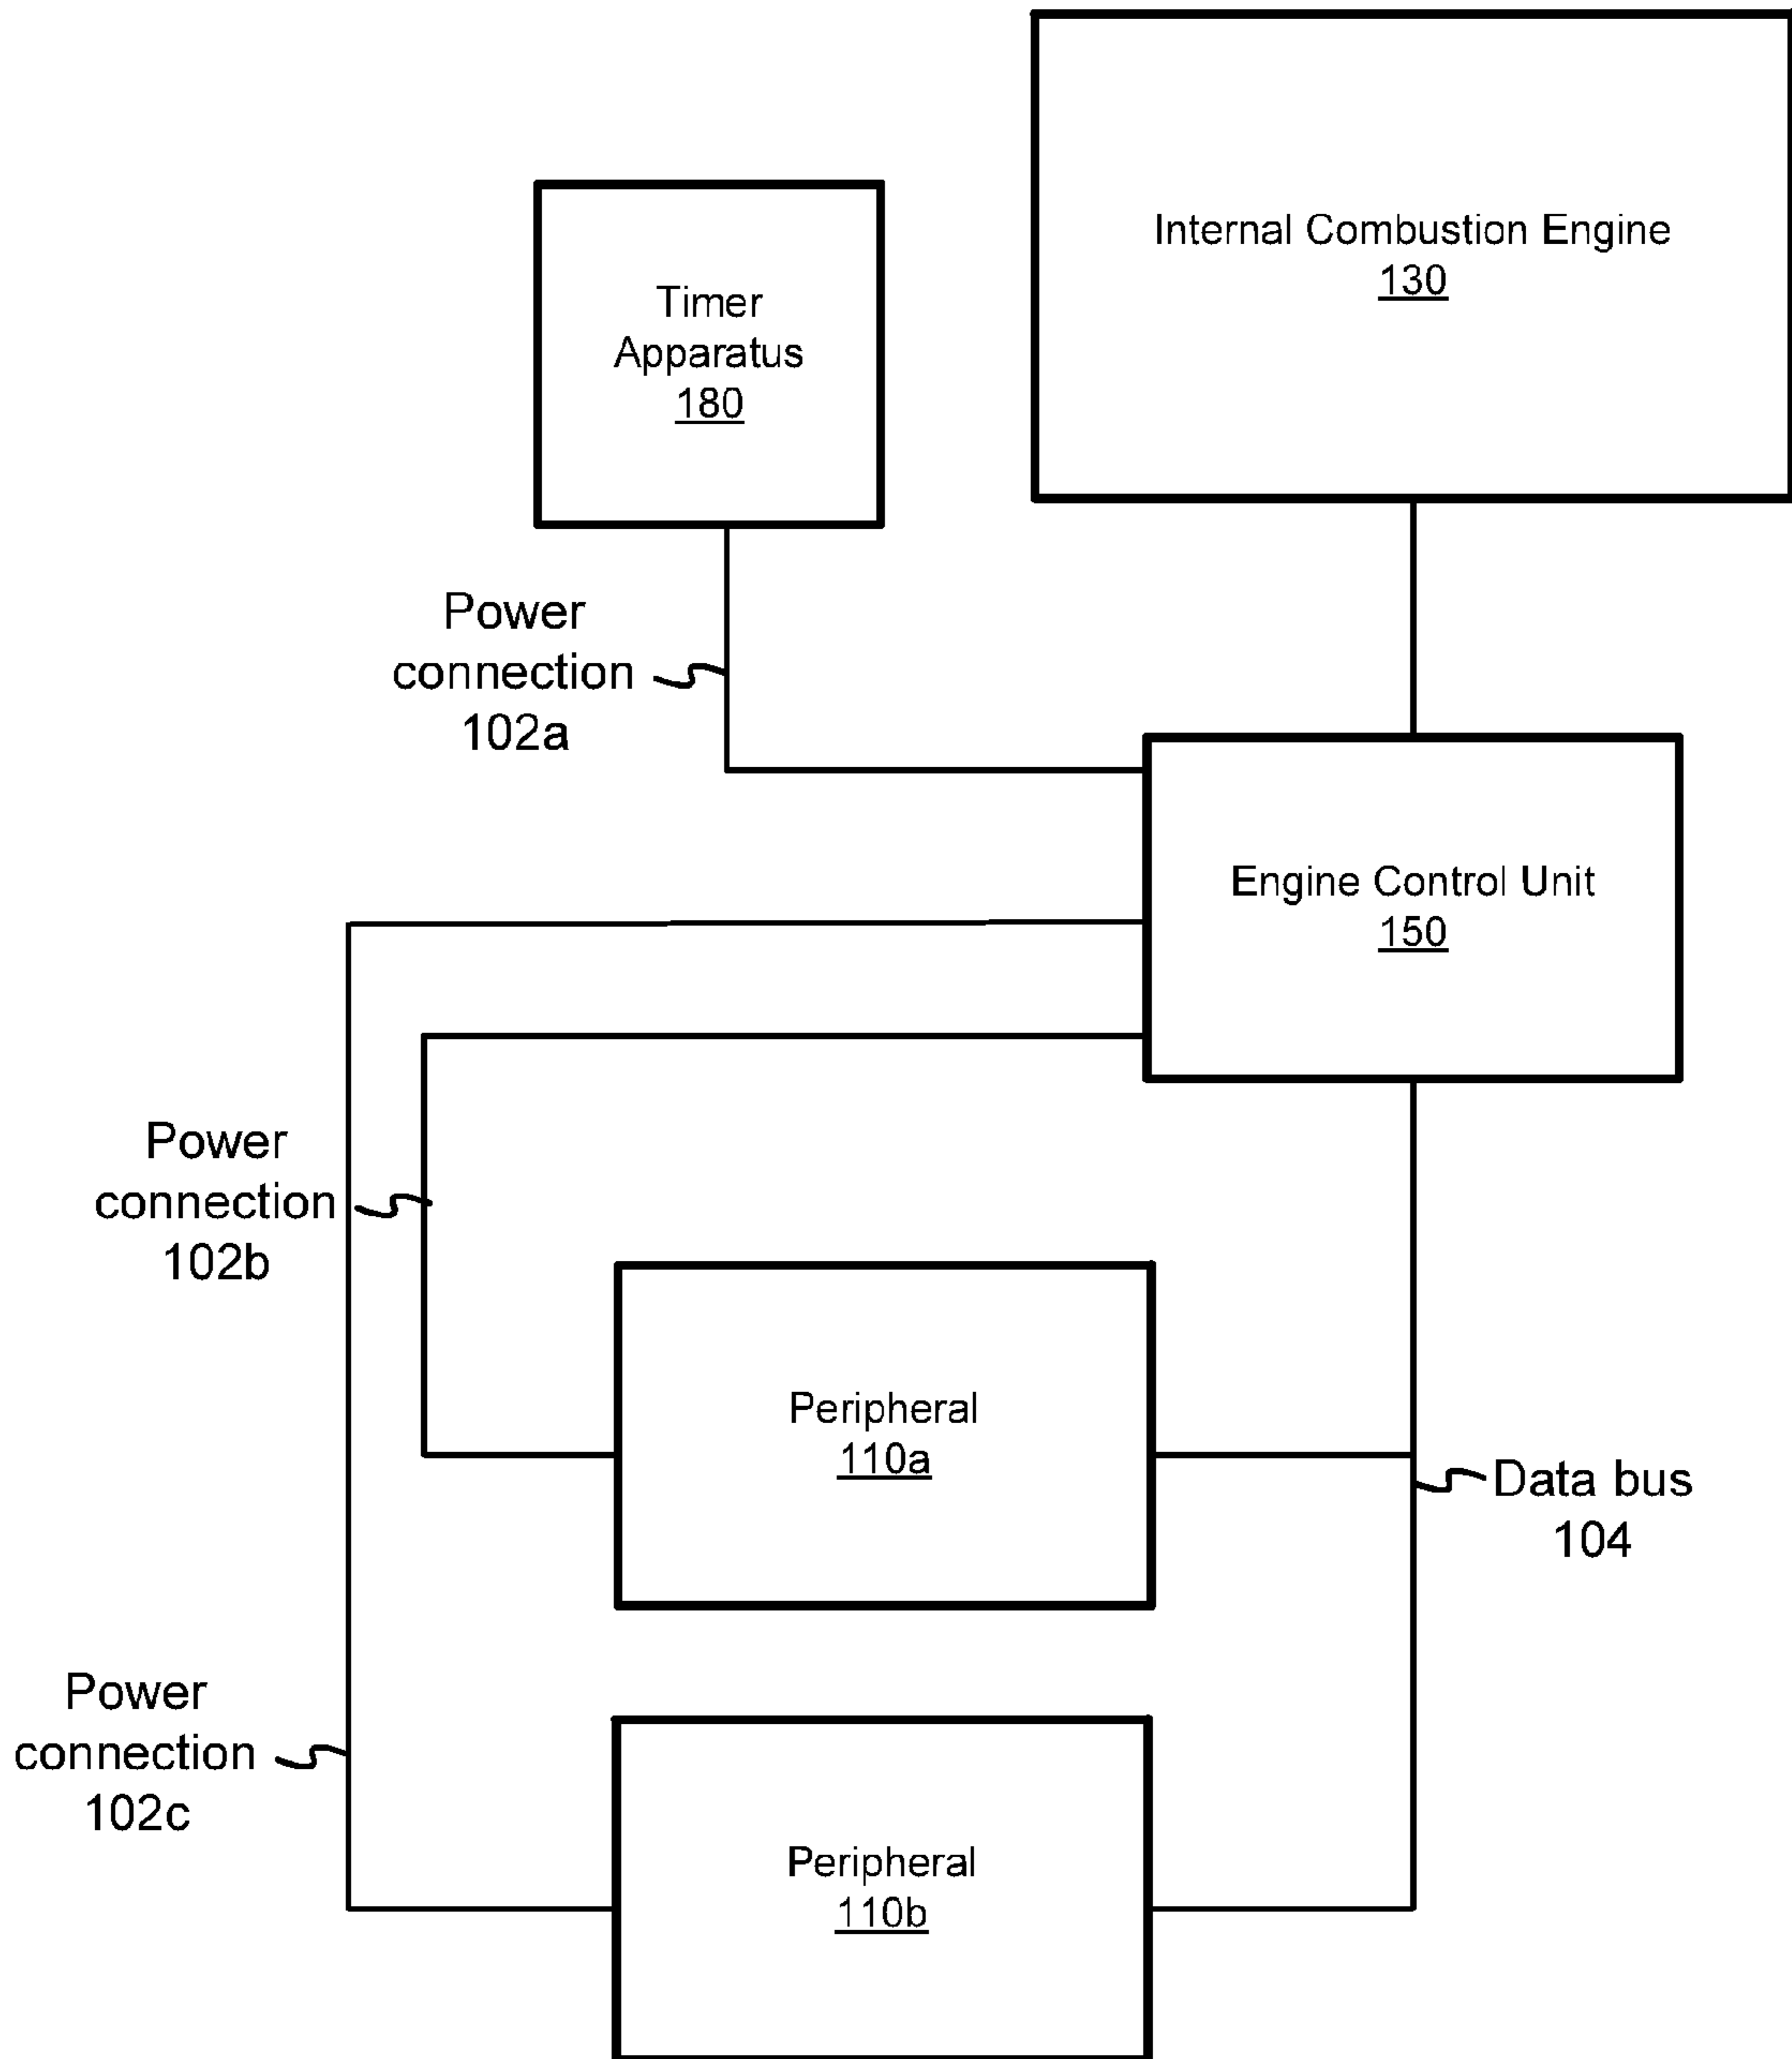 Internal Combustion Engine
130
Timer
Apparatus
180
Power
connection
102a
Engine Control Unit
150
Power
connection
102b
Peripheral
110a
Data bus
104
Power
connection
102c
Peripheral
110b